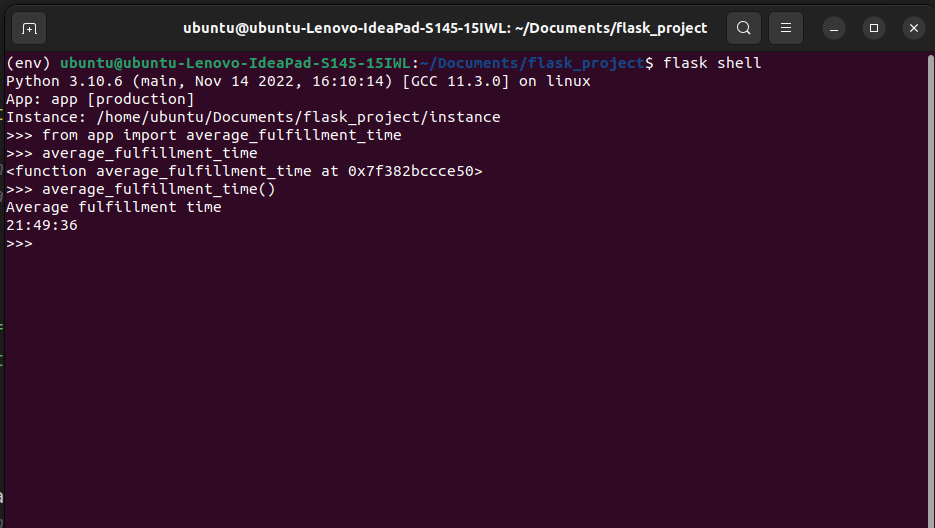 ubuntu@ubuntu-Lenovo-IdeaPad-S145-15IWL: ~/Documents/flask_project
(env) ubuntu@ubuntu-Lenovo-IdeaPad-S145-15IWL:~/Documents/flask_project$ flask shell
Python 3.10.6 (main, Nov 14 2022, 16:10:14) [GCC 11.3.0] on linux
App: app [production]
Instance: /home/ubuntu/Documents/flask_project/instance
>>> from app import average_fulfillment_time
>>> average_fulfillment_time
<function average_fulfillment_time at 0x7f382bccce50>
>>> average_fulfillment_time()
Average fulfillment time
21:49:36
>>>